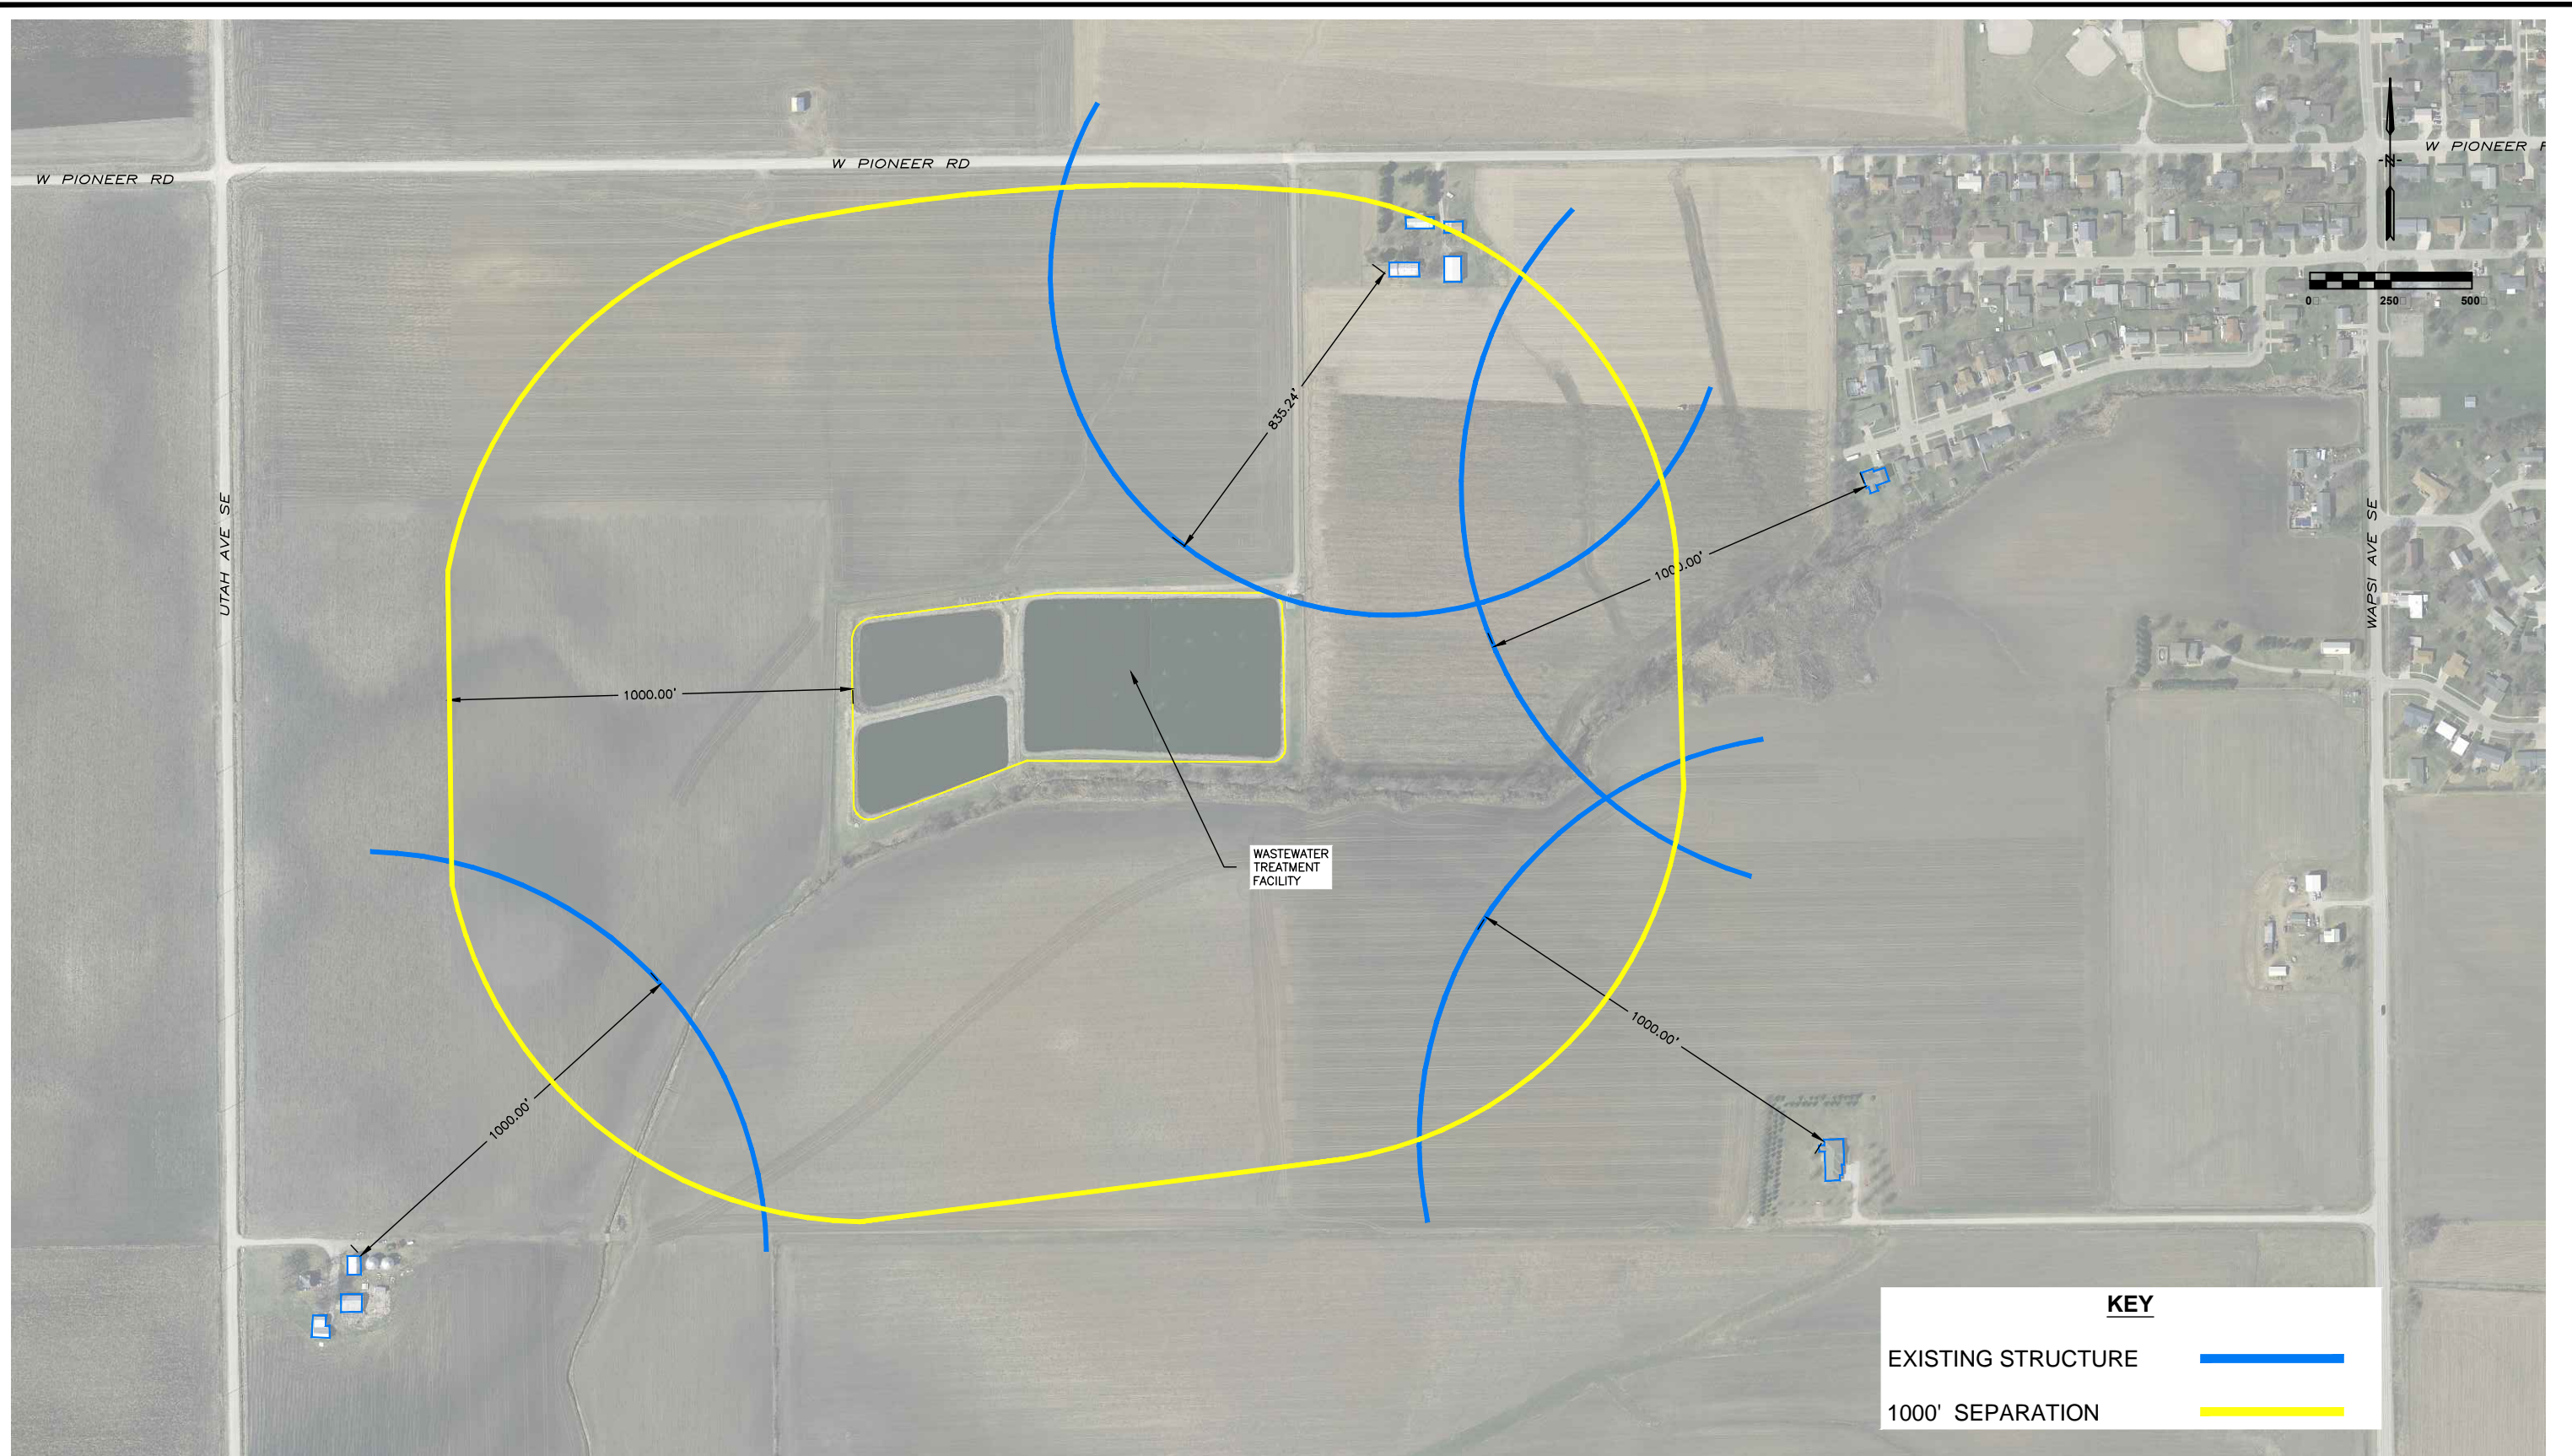 W PIONEER RD
W PIONEER RD
W PIONEER
-N-
0 250 500
835.24'
UTAH AVE SE
1000.00'
WAPSI AVE SE
1000.00'
WASTEWATER
TREATMENT
FACILITY
1000.00'
1000.00'
KEY
EXISTING STRUCTURE
1000' SEPARATION